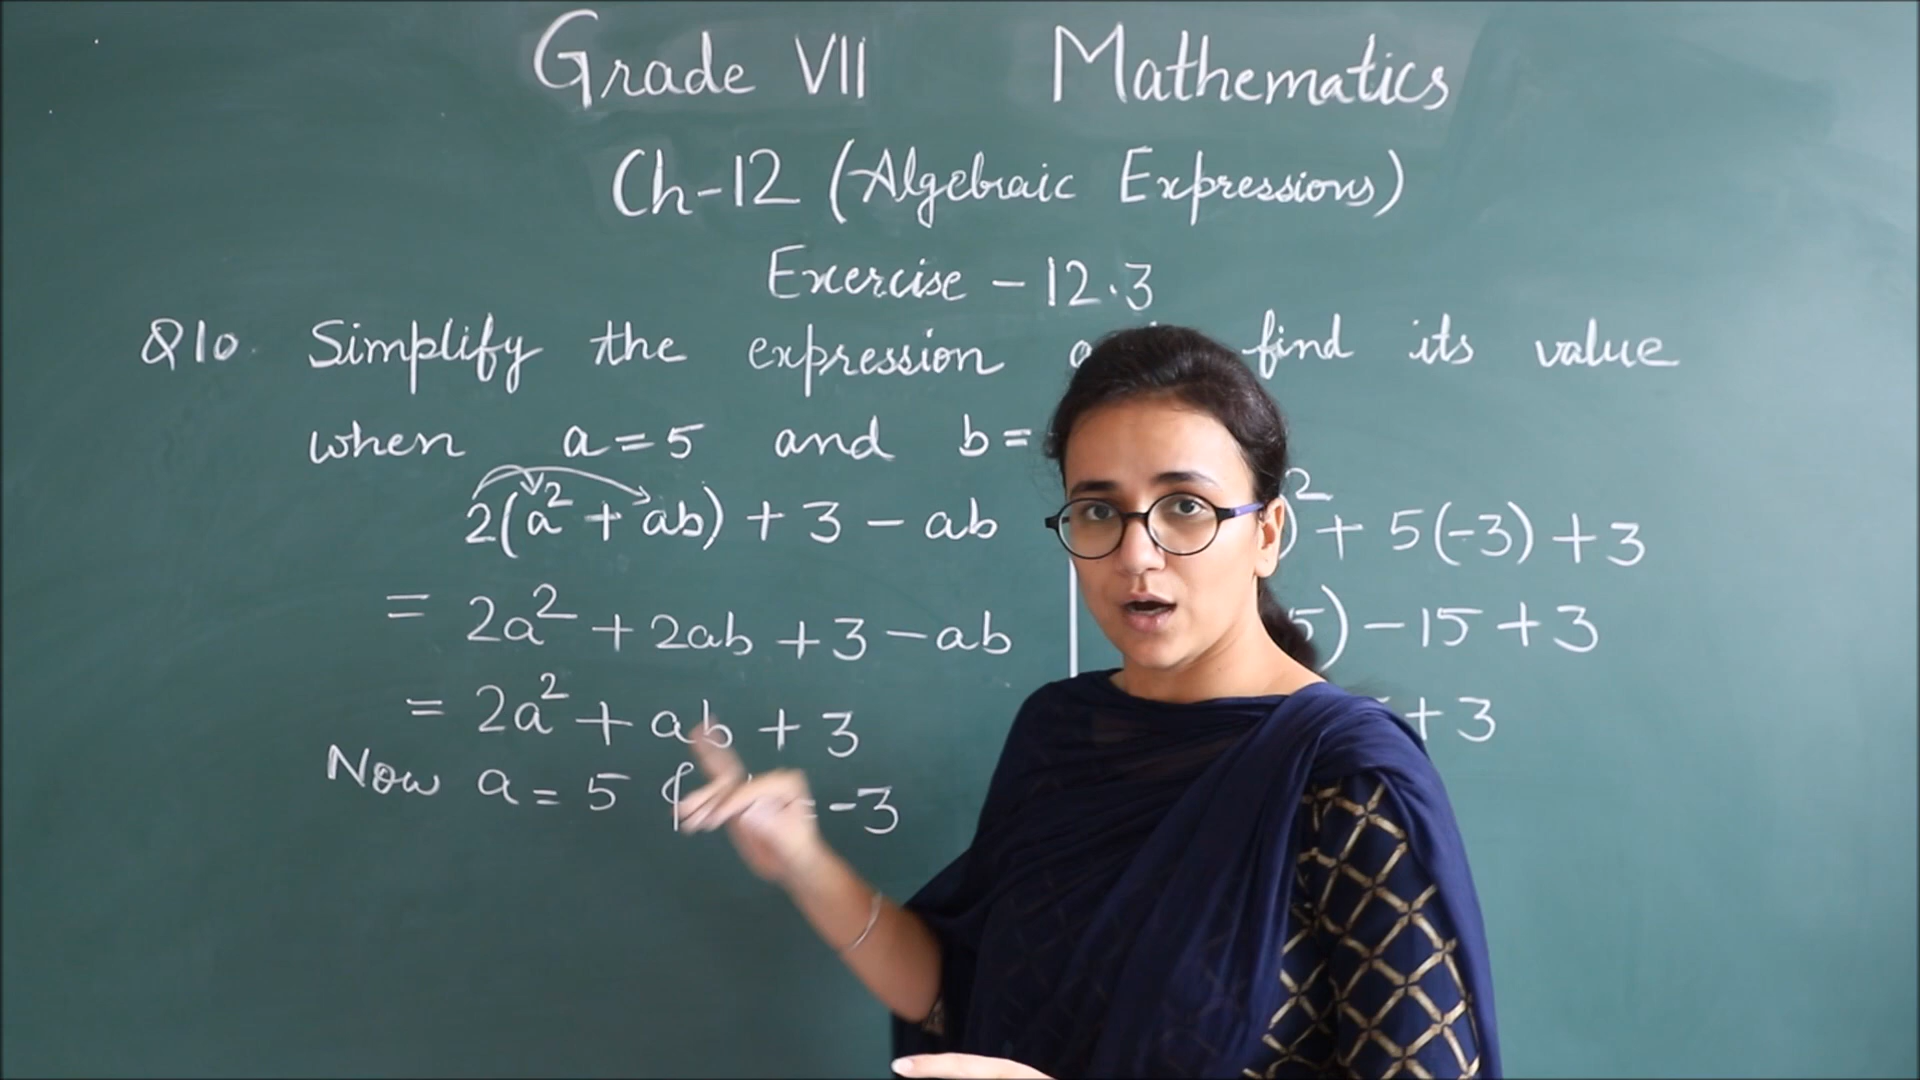 Grade VII Mathematics
Ch-12 (Algebraic Expressions)
Exercise - 12.3
Q10. Simplify the expression find its value
when a = 5 and b =
2(a² + ab) + 3 - ab
= 2a² + 2ab + 3 - ab
= 2a² + ab + 3
Now a = 5 & = -3
)² + 5(-3) + 3
5) - 15 + 3
+ 3